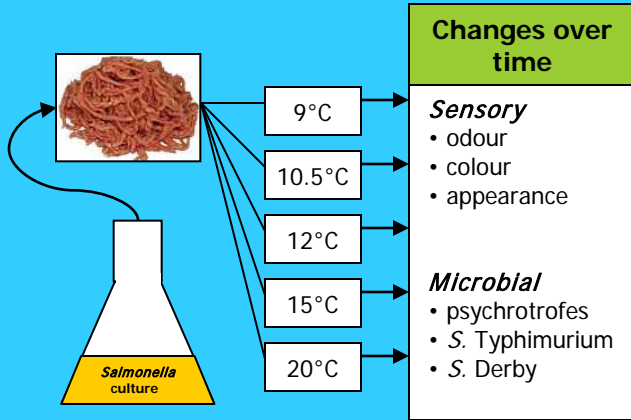 Changes over
time
9°C
10.5°C
12°C
15°C
20°C
Sensory
• odour
• colour
• appearance
Microbial
• psychrotrofes
• S. Typhimurium
• S. Derby
Salmonella
culture